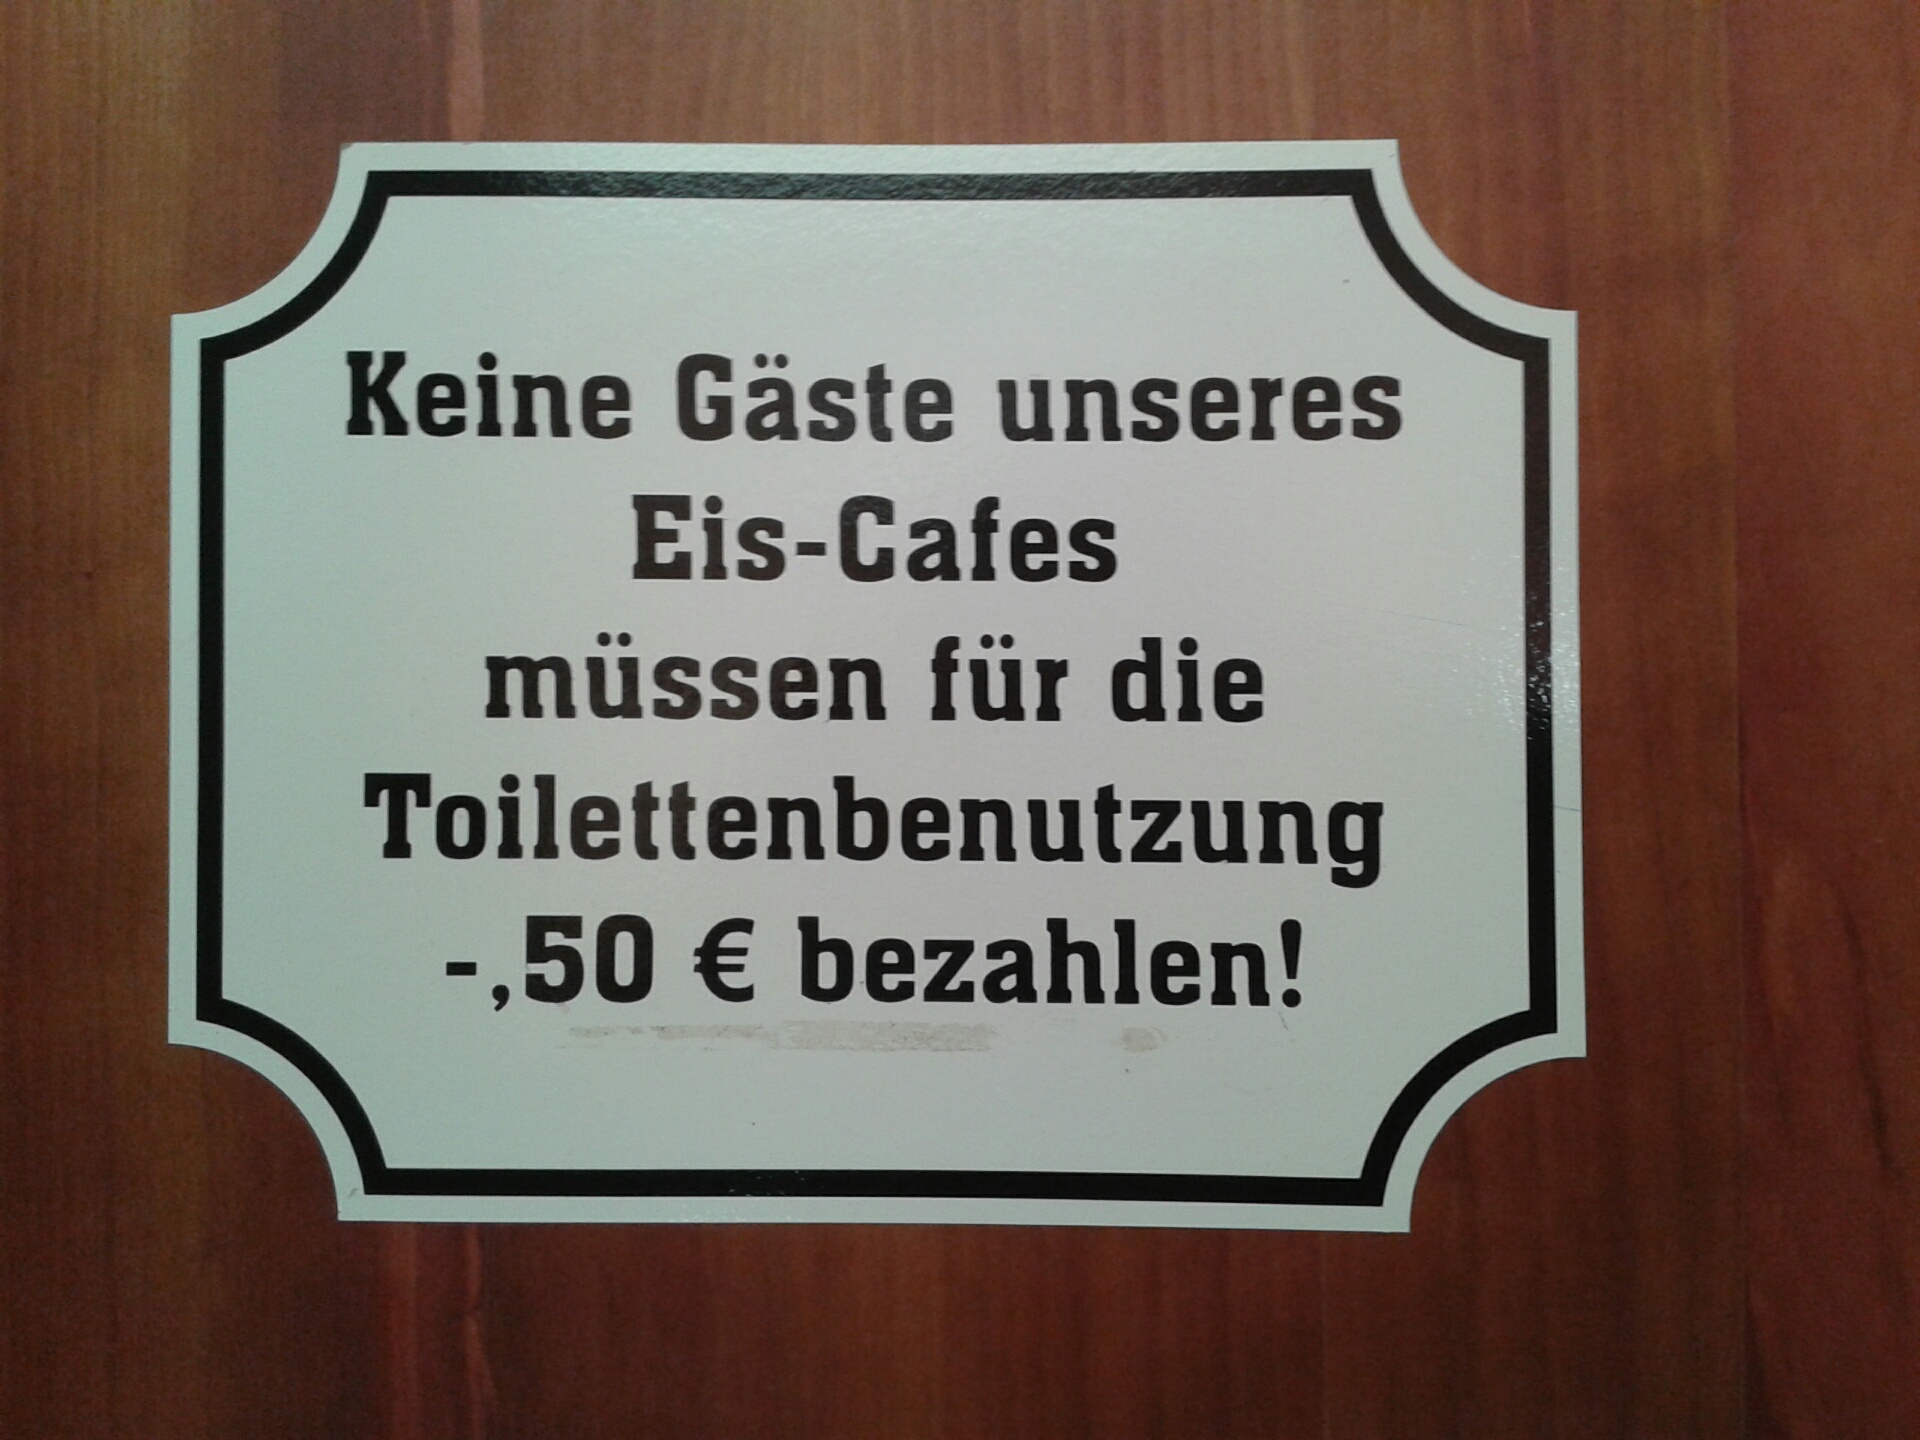 Keine Gäste unseres
Eis-Cafes
müssen für die
Toilettenbenutzung
-,50 € bezahlen!